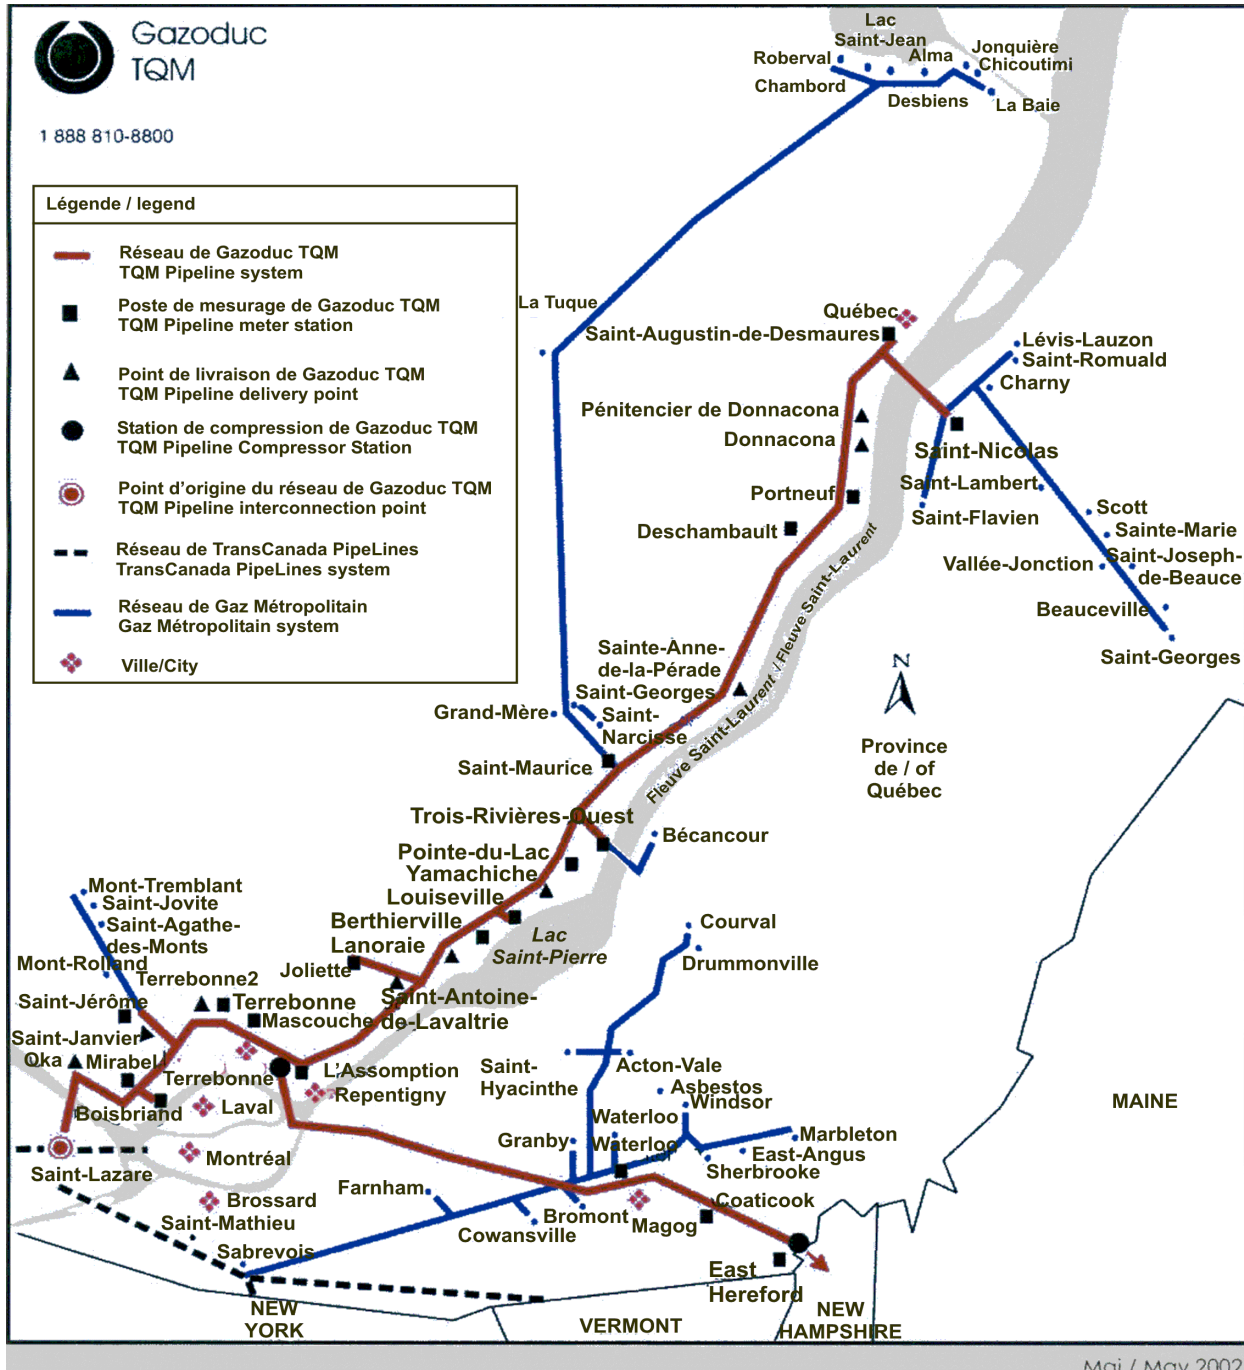 Gazoduc
TQM
1 888 810-8800
Légende / legend
Réseau de Gazoduc TQM
TQM Pipeline system
Poste de mesurage de Gazoduc TQM
TQM Pipeline meter station
Point de livraison de Gazoduc TQM
TQM Pipeline delivery point
Station de compression de Gazoduc TQM
TQM Pipeline Compressor Station
Point d'origine du réseau de Gazoduc TQM
TQM Pipeline interconnection point
Réseau de TransCanada PipeLines
TransCanada PipeLines system
Réseau de Gaz Métropolitain
Gaz Métropolitain system
Ville/City
Lac
Saint-Jean
Roberval
Alma
Jonquière
Chicoutimi
Chambord
Desbiens
La Baie
La Tuque
Québec
Saint-Augustin-de-Desmaures
Lévis-Lauzon
Saint-Romuald
Charny
Pénitencier de Donnacona
Donnacona
Saint-Nicolas
Portneuf
Saint-Lambert
Saint-Flavien
Deschambault
Scott
Sainte-Marie
Vallée-Jonction
Saint-Joseph-
de-Beauce
Beauceville
Saint-Georges
Fleuve Saint-Laurent / Fleuve Saint-Laurent
Sainte-Anne-
de-la-Pérade
Saint-Georges
Grand-Mère
Saint-
Narcisse
Saint-Maurice
N
Province
de / of
Québec
Trois-Rivières-Ouest
Bécancour
Pointe-du-Lac
Yamachiche
Louiseville
Berthierville
Lanoraie
Lac
Saint-Pierre
Joliette
Saint-Antoine-
de-Lavaltrie
Mont-Tremblant
Saint-Jovite
Saint-Agathe-
des-Monts
Mont-Rolland
Terrebonne2
Saint-Jérôme
Terrebonne
Mascouche
Saint-Janvier
Oka
Mirabel
Terrebonne
L'Assomption
Repentigny
Boisbriand
Laval
Saint-Lazare
Montréal
Brossard
Saint-Mathieu
Sabrevois
Courval
Drummonville
Saint-
Hyacinthe
Acton-Vale
Asbestos
Windsor
Waterloo
Granby
Waterloo
Marbleton
East-Angus
Sherbrooke
Farnham
Cowansville
Bromont
Magog
Coaticook
East
Hereford
MAINE
NEW
YORK
VERMONT
NEW
HAMPSHIRE
Mai / May 2002